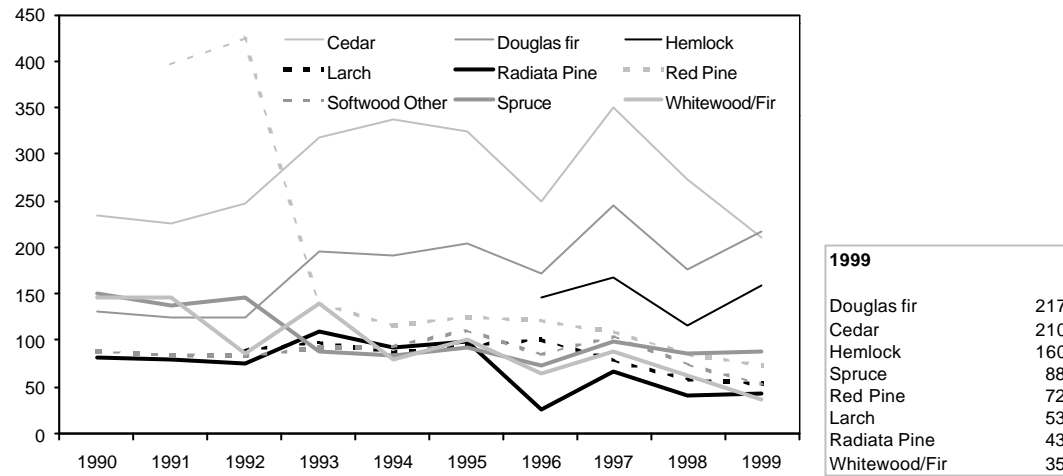 450
400
350
300
250
200
150
100
50
0
Cedar Douglas fir Hemlock
Larch Radiata Pine Red Pine
Softwood Other Spruce Whitewood/Fir
1990 1991 1992 1993 1994 1995 1996 1997 1998 1999
1999
Douglas fir 217
Cedar 210
Hemlock 160
Spruce 88
Red Pine 72
Larch 53
Radiata Pine 43
Whitewood/Fir 35